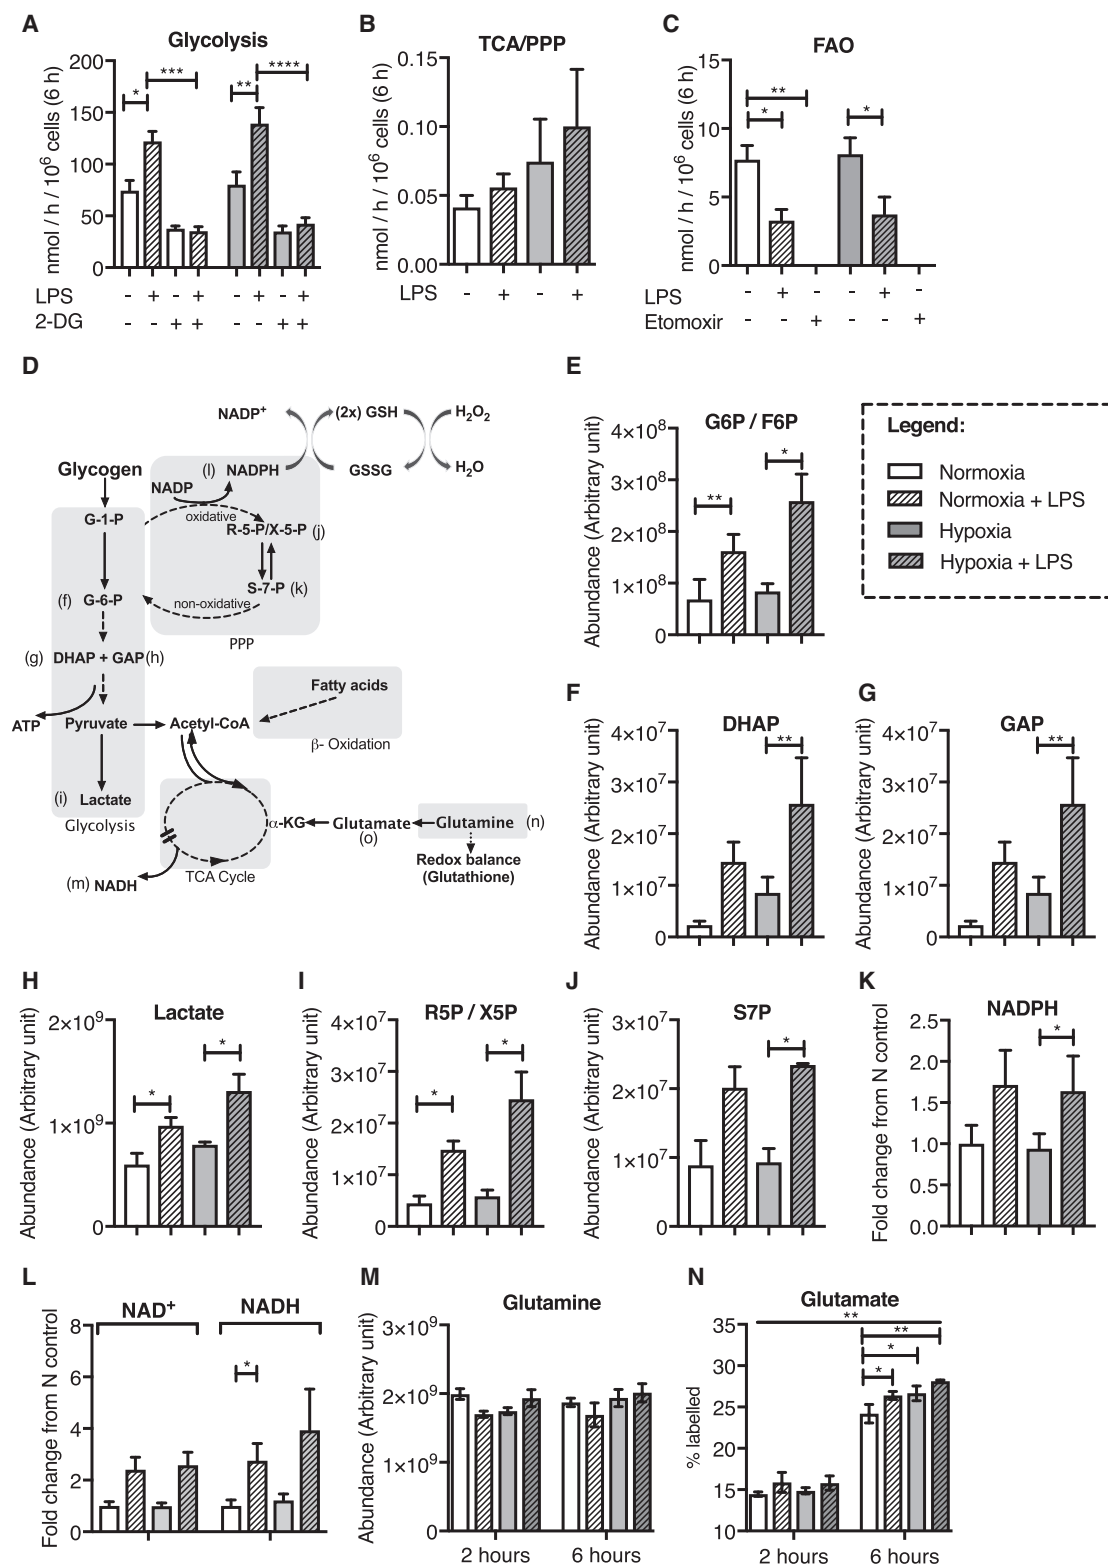 A
Glycolysis
nmol / h / 10⁶ cells (6 h)
200
150
100
50
0
*
***
**
****
LPS - + - + - + - +
2-DG - - + + - - + +
B
TCA/PPP
nmol / h / 10⁶ cells (6 h)
0.15
0.10
0.05
0.00
LPS - + - +
C
FAO
nmol / h / 10⁶ cells (6 h)
15
10
5
0
**
*
*
LPS - + - - + -
Etomoxir - - + - - +
D
NADP⁺
(2x) GSH
H₂O₂
Glycogen
(l) NADPH
GSSG
H₂O
NADP
G-1-P
oxidative
R-5-P/X-5-P (j)
S-7-P (k)
(f) G-6-P
non-oxidative
PPP
(g) DHAP + GAP (h)
Fatty acids
ATP
Pyruvate
Acetyl-CoA
β- Oxidation
(i) Lactate
Glycolysis
α-KG
Glutamate
Glutamine (n)
(o)
Redox balance
(Glutathione)
TCA Cycle
(m) NADH
E
G6P / F6P
Abundance (Arbitrary unit)
4×10⁸
3×10⁸
2×10⁸
1×10⁸
0
**
*
Legend:
Normoxia
Normoxia + LPS
Hypoxia
Hypoxia + LPS
F
DHAP
Abundance (Arbitrary unit)
4×10⁷
3×10⁷
2×10⁷
1×10⁷
0
**
G
GAP
Abundance (Arbitrary unit)
4×10⁷
3×10⁷
2×10⁷
1×10⁷
0
**
H
Lactate
Abundance (Arbitrary unit)
2×10⁹
1×10⁹
0
*
*
I
R5P / X5P
Abundance (Arbitrary unit)
4×10⁷
3×10⁷
2×10⁷
1×10⁷
0
*
*
J
S7P
Abundance (Arbitrary unit)
3×10⁷
2×10⁷
1×10⁷
0
*
K
NADPH
Fold change from N control
2.5
2.0
1.5
1.0
0.5
0.0
*
L
NAD⁺
NADH
Fold change from N control
8
6
4
2
0
*
M
Glutamine
Abundance (Arbitrary unit)
3×10⁹
2×10⁹
1×10⁹
0
2 hours
6 hours
N
Glutamate
% labelled
35
30
25
20
15
10
**
**
*
*
2 hours
6 hours